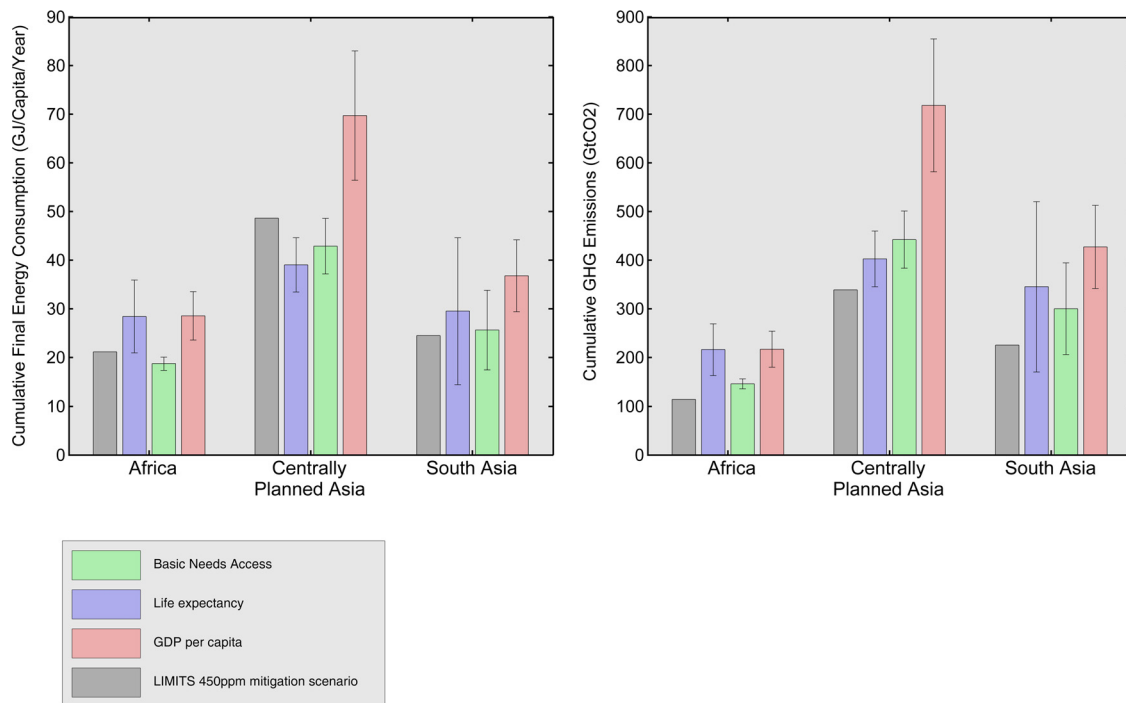 Cumulative Final Energy Consumption (GJ/Capita/Year)
90
80
70
60
50
40
30
20
10
0
Africa
Centrally
Planned Asia
South Asia
Cumulative GHG Emissions (GtCO2)
900
800
700
600
500
400
300
200
100
0
Africa
Centrally
Planned Asia
South Asia
Basic Needs Access
Life expectancy
GDP per capita
LIMITS 450ppm mitigation scenario